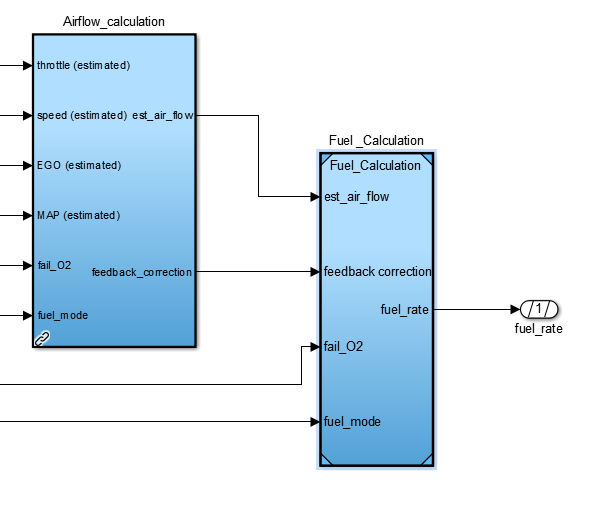 Airflow_calculation
throttle (estimated)
speed (estimated) est_air_flow
EGO (estimated)
MAP (estimated)
fail_O2
feedback_correction
fuel_mode
Fuel _Calculation
Fuel_Calculation
est_air_flow
feedback correction
fuel_rate
fail_O2
fuel_mode
/1/
fuel_rate